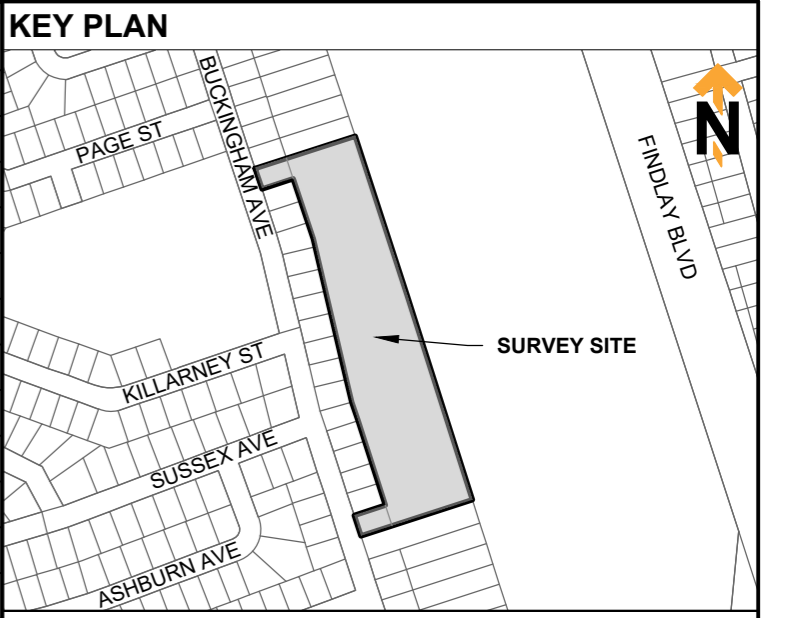 KEY PLAN
BUCKINGHAM AVE
PAGE ST
N
FINDLAY BLVD
SURVEY SITE
KILLARNEY ST
SUSSEX AVE
ASHBURN AVE